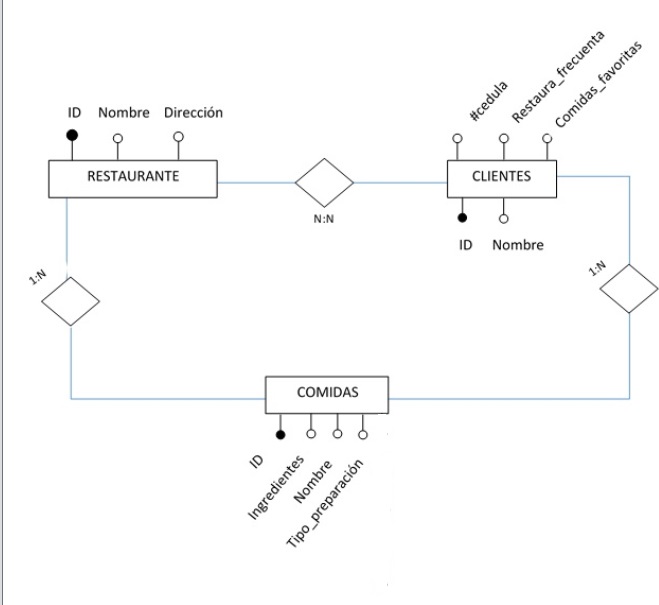 #cedula
Restaura_frecuenta
Comidas_favoritas
ID Nombre Dirección
RESTAURANTE
CLIENTES
N:N
ID Nombre
1:N
1:N
COMIDAS
ID
Ingredientes
Nombre
Tipo_preparación